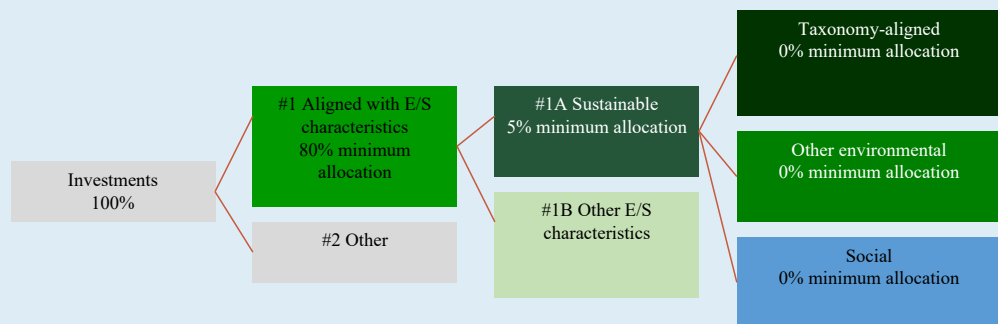 Investments
100%
#1 Aligned with E/S
characteristics
80% minimum
allocation
#2 Other
#1A Sustainable
5% minimum allocation
#1B Other E/S
characteristics
Taxonomy-aligned
0% minimum allocation
Other environmental
0% minimum allocation
Social
0% minimum allocation